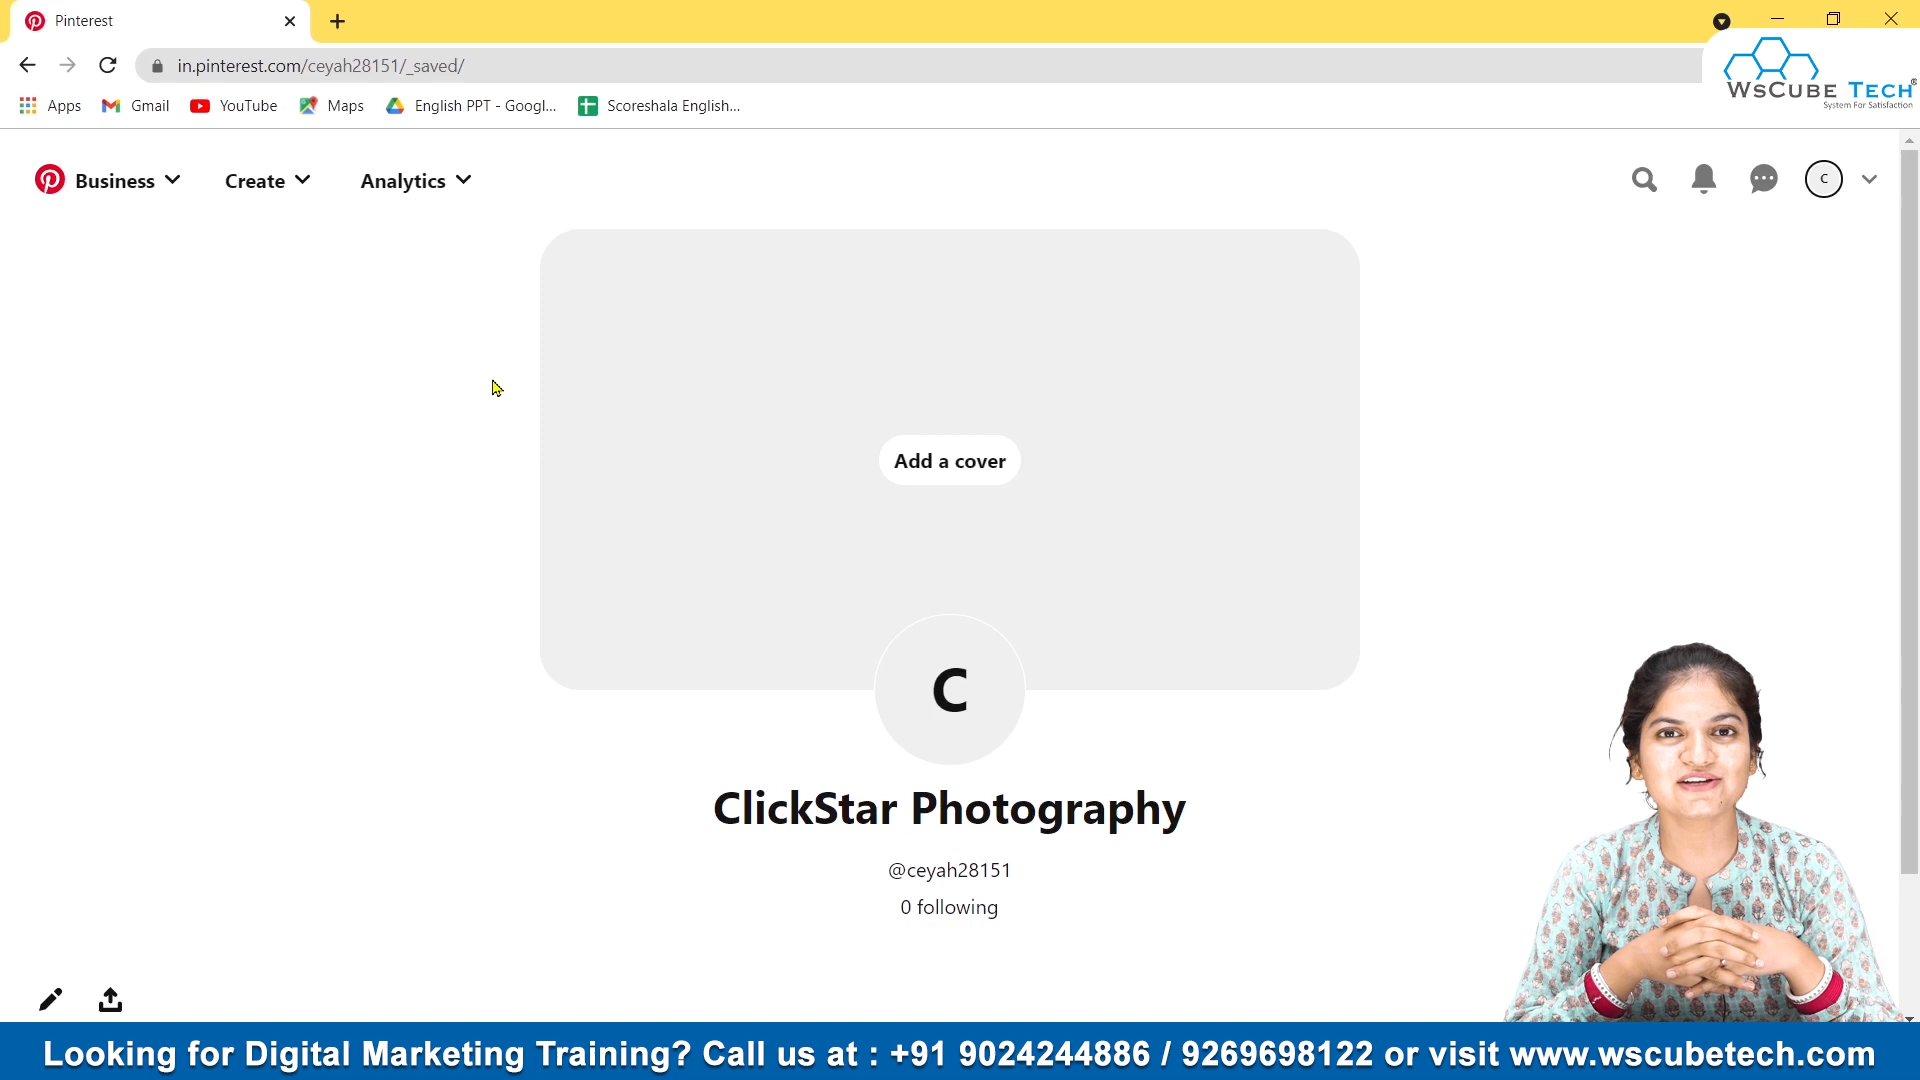 Pinterest
in.pinterest.com/ceyah28151/_saved/
Apps Gmail YouTube Maps English PPT - Googl... Scoreshala English...
WsCube Tech®
System For Satisfaction
Business Create Analytics
C
Add a cover
C
ClickStar Photography
@ceyah28151
0 following
Looking for Digital Marketing Training? Call us at : +91 9024244886 / 9269698122 or visit www.wscubetech.com